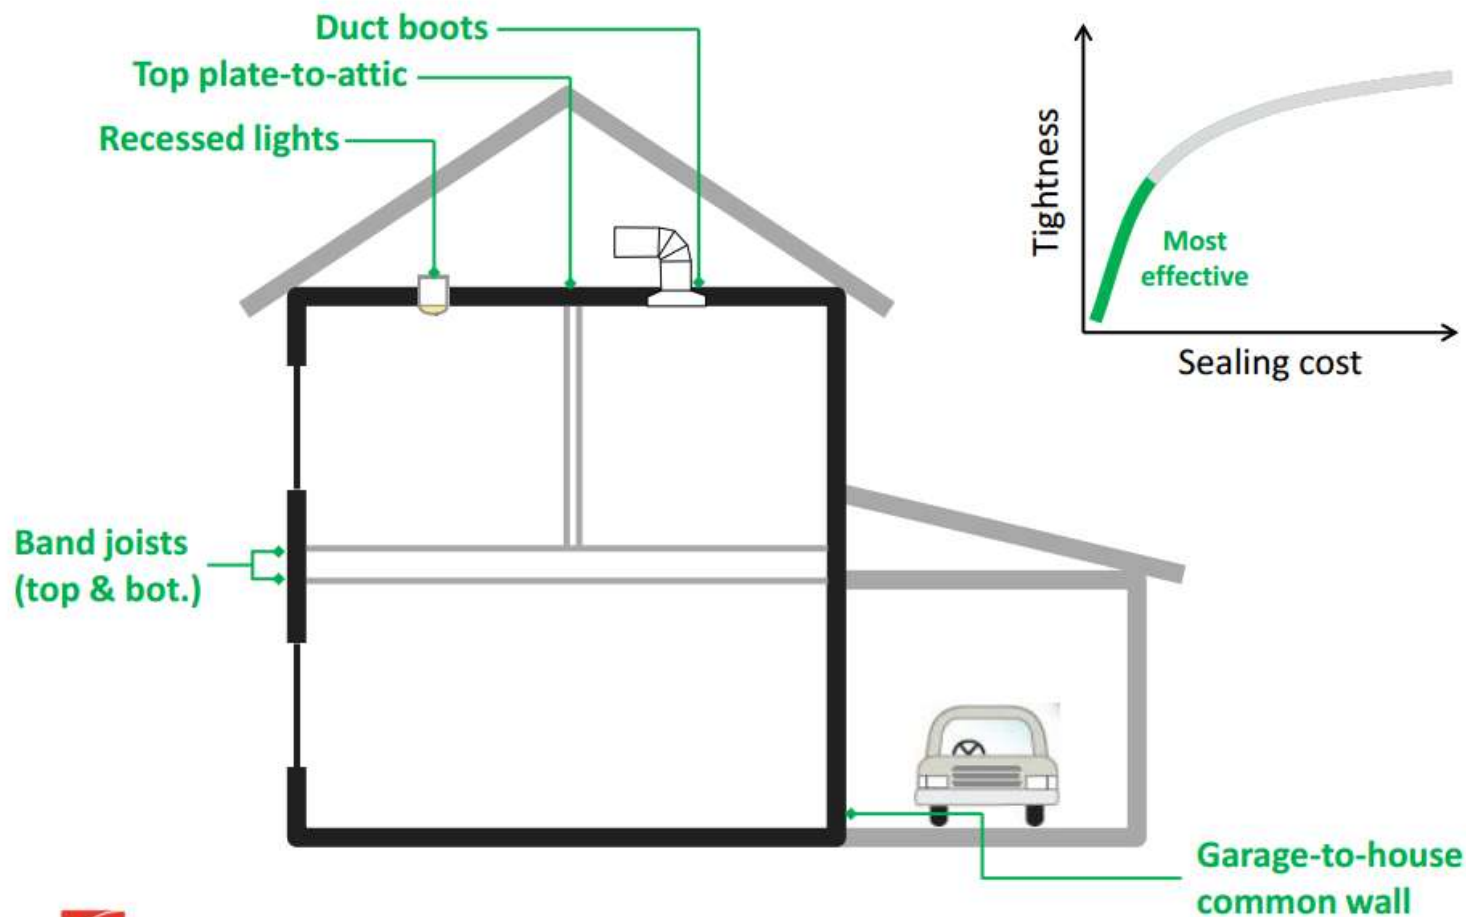 Duct boots
Top plate-to-attic
Recessed lights
Tightness
Most
effective
Sealing cost
Band joists
(top & bot.)
Garage-to-house
common wall